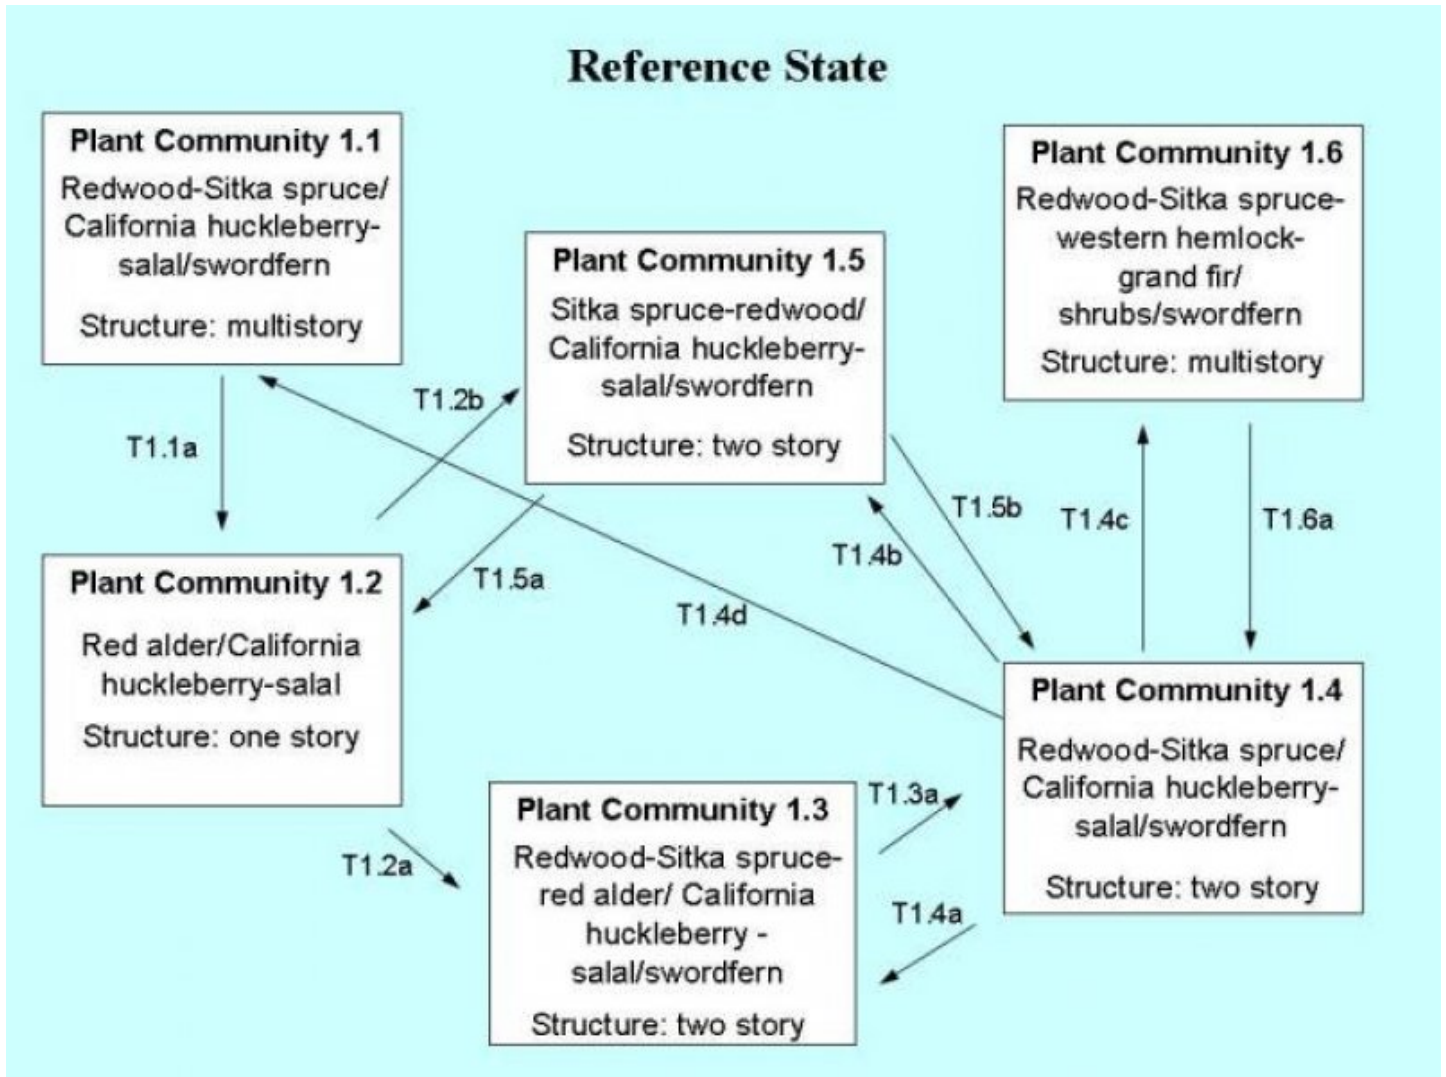 Reference State
Plant Community 1.1
Redwood-Sitka spruce/
California huckleberry-
salal/swordfern
Structure: multistory
Plant Community 1.6
Redwood-Sitka spruce-
western hemlock-
grand fir/
shrubs/swordfern
Structure: multistory
Plant Community 1.5
Sitka spruce-redwood/
California huckleberry-
salal/swordfern
Structure: two story
T1.2b
T1.1a
T1.5b
T1.4c
T1.6a
T1.4b
T1.5a
T1.4d
Plant Community 1.2
Red alder/California
huckleberry-salal
Structure: one story
Plant Community 1.4
Redwood-Sitka spruce/
California huckleberry-
salal/swordfern
Structure: two story
T1.2a
Plant Community 1.3
Redwood-Sitka spruce-
red alder/ California
huckleberry -
salal/swordfern
Structure: two story
T1.3a
T1.4a